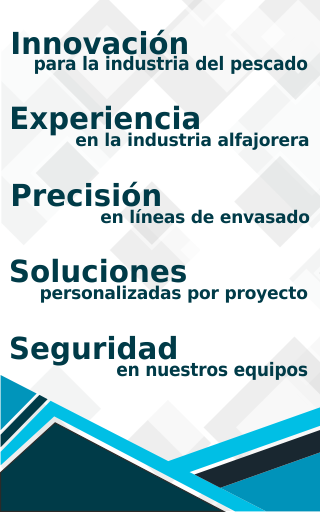 Innovación
para la industria del pescado
Experiencia
en la industria alfajorera
Precisión
en líneas de envasado
Soluciones
personalizadas por proyecto
Seguridad
en nuestros equipos